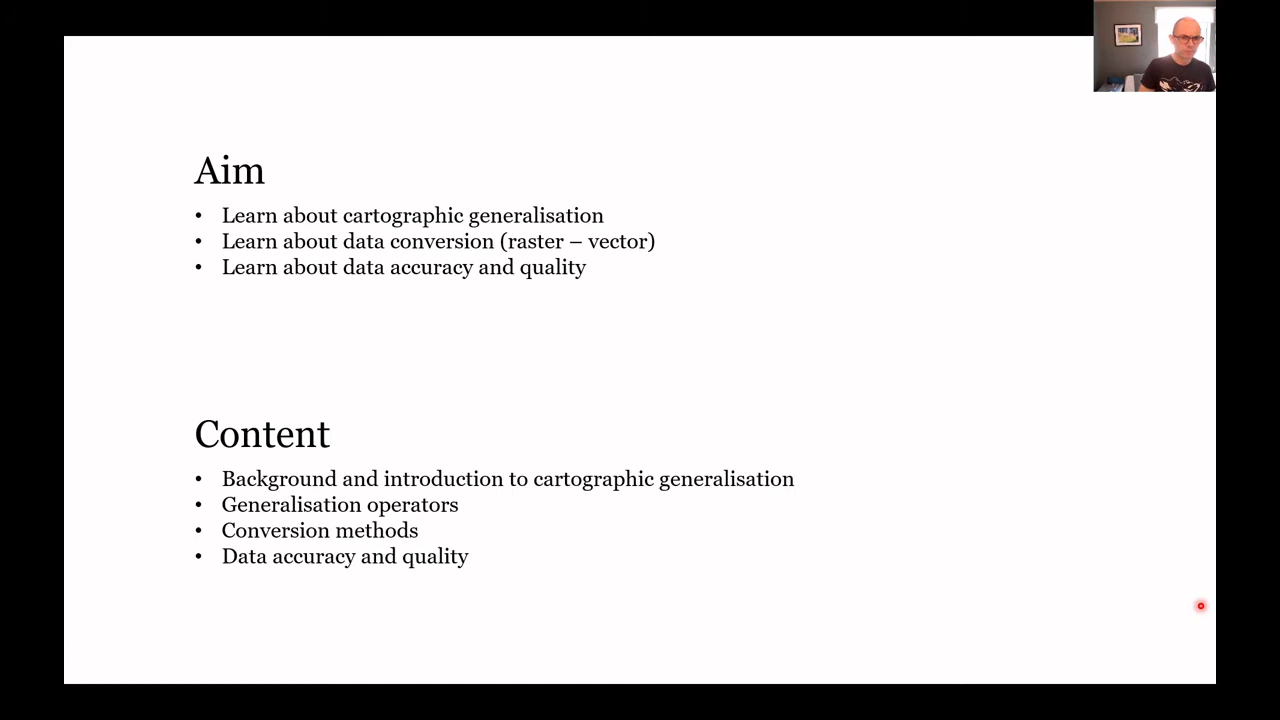 Aim
• Learn about cartographic generalisation
• Learn about data conversion (raster – vector)
• Learn about data accuracy and quality
Content
• Background and introduction to cartographic generalisation
• Generalisation operators
• Conversion methods
• Data accuracy and quality